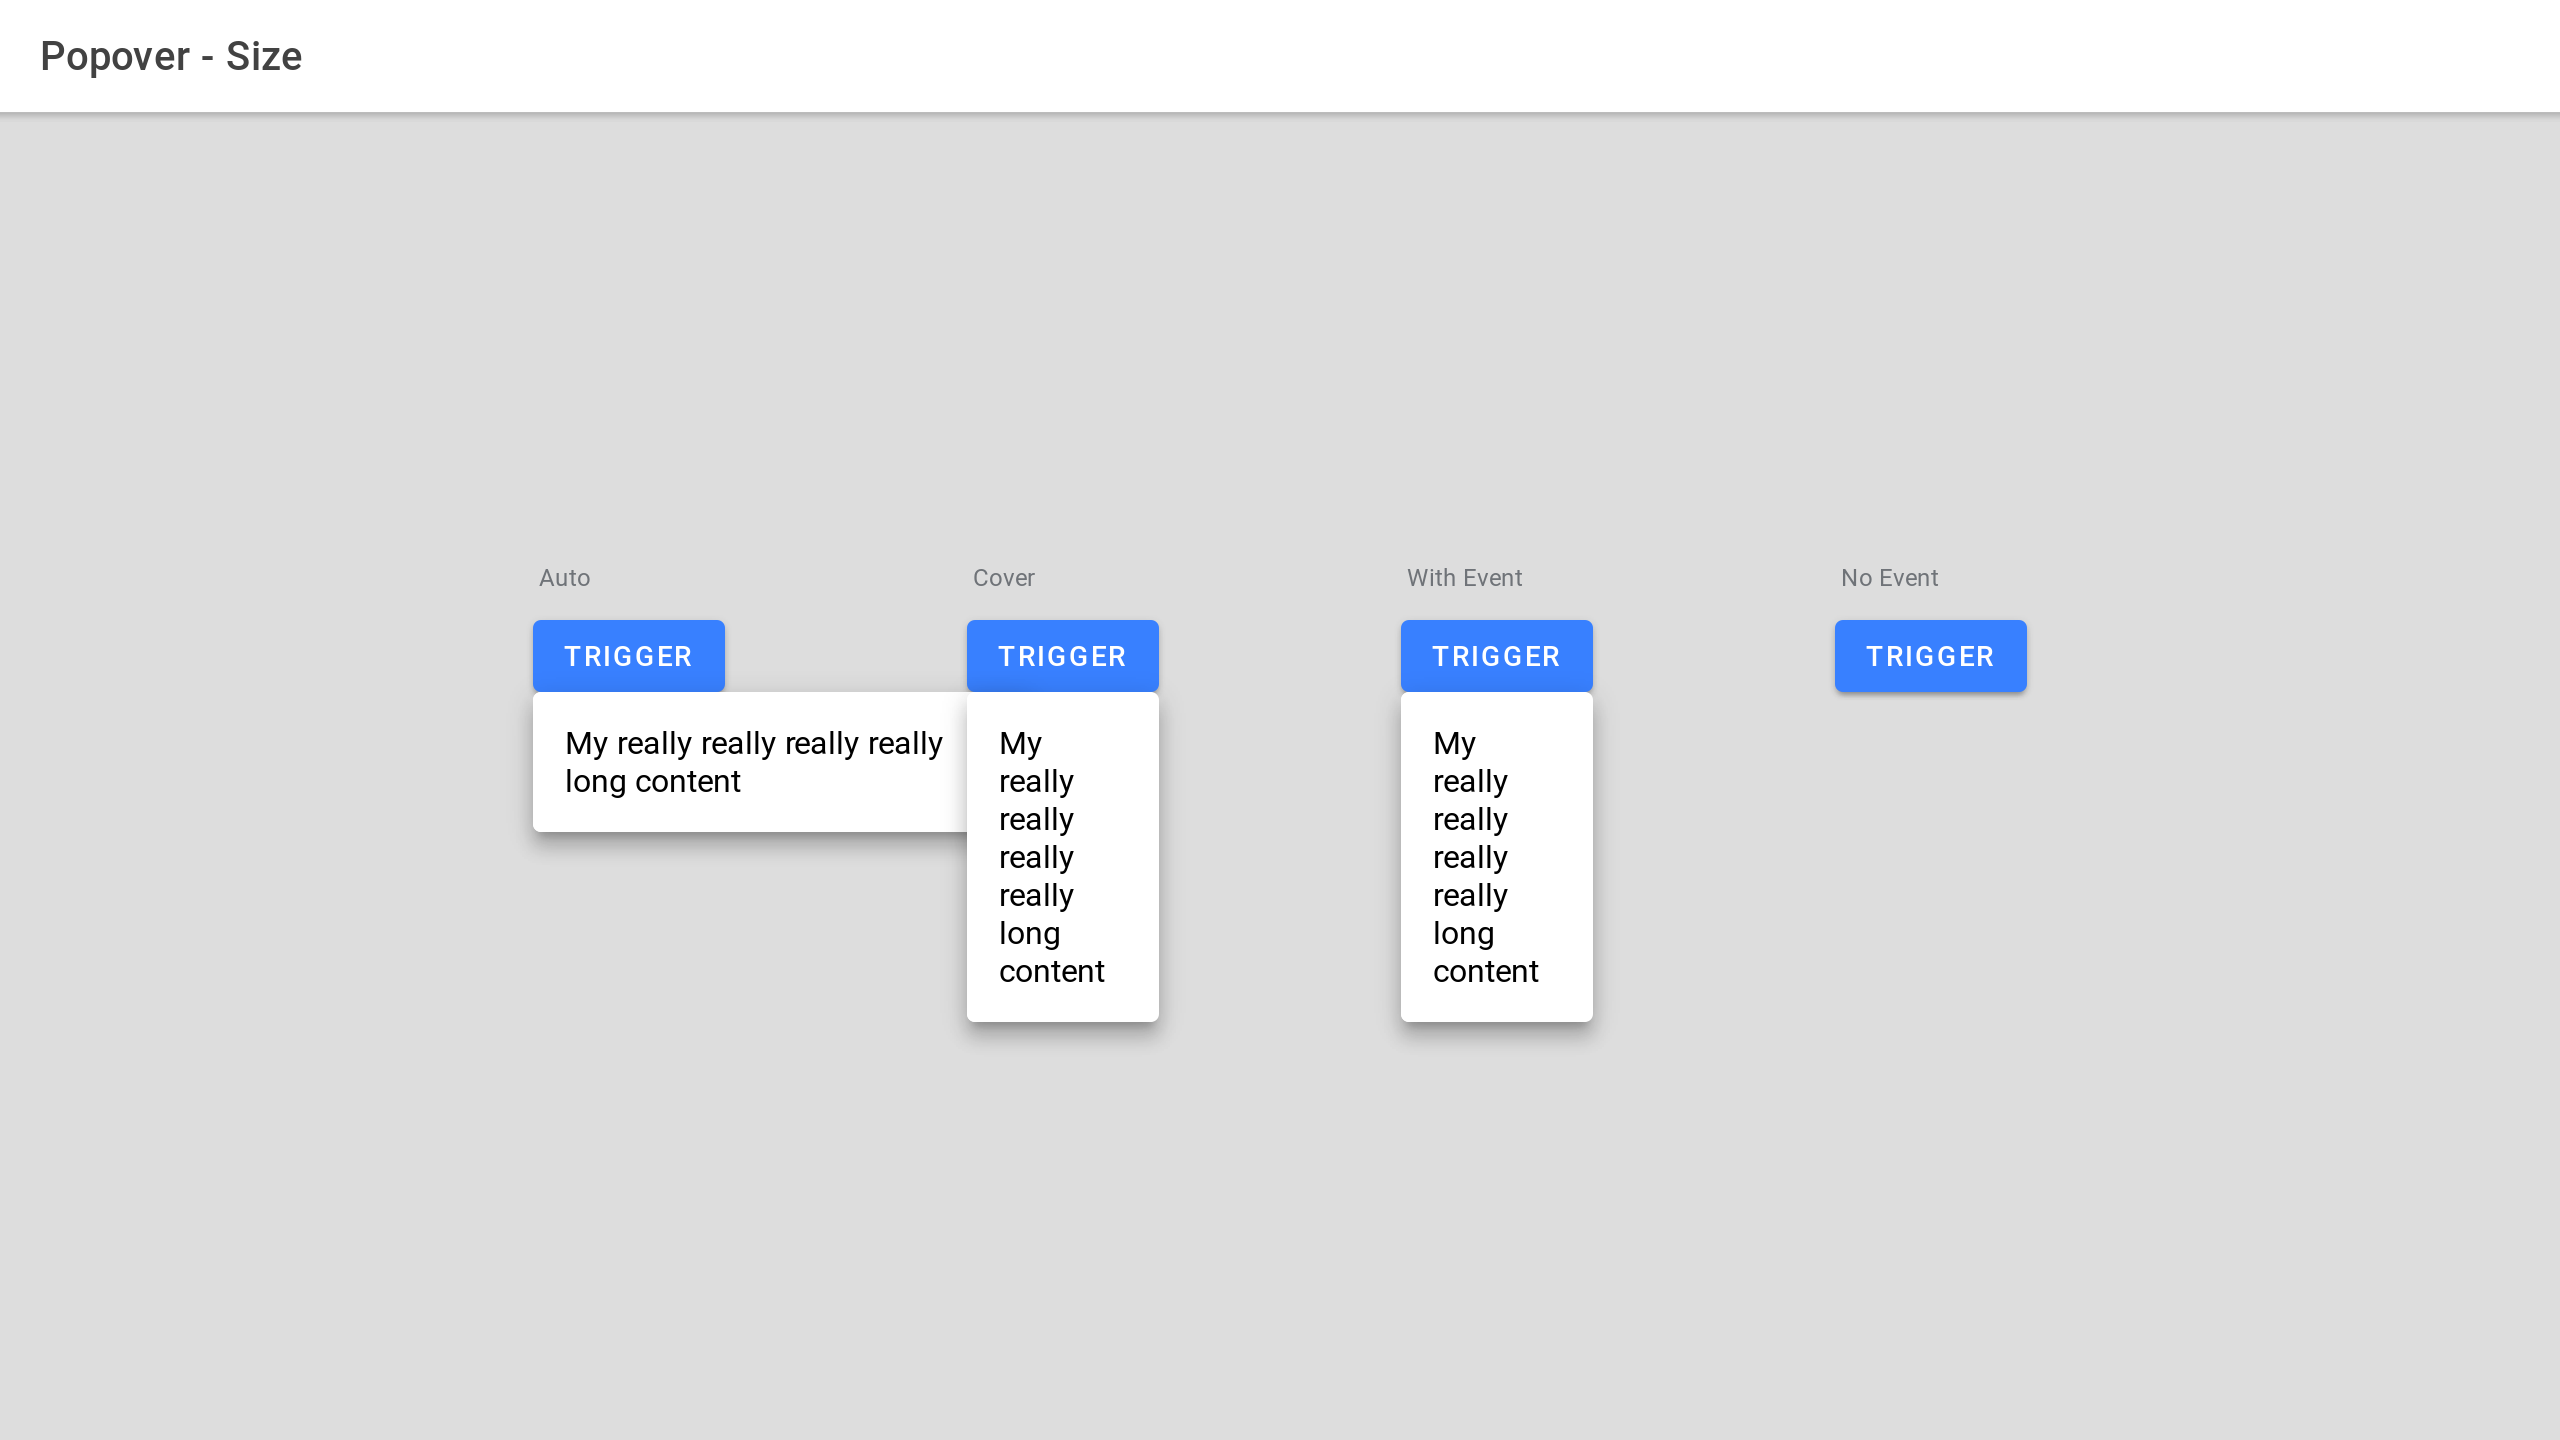 Popover - Size
Auto
TRIGGER
My really really really really
long content
Cover
TRIGGER
My
really
really
really
really
long
content
With Event
TRIGGER
My
really
really
really
really
long
content
No Event
TRIGGER